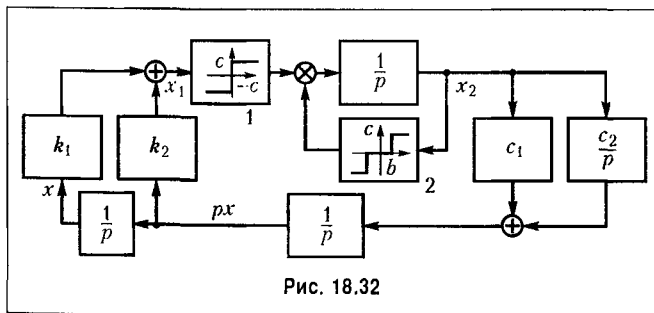 c
-c
1
x₁
1/p
x₂
k₁
k₂
c
b
2
c₁
c₂/p
x
1/p
px
1/p
Рис. 18.32